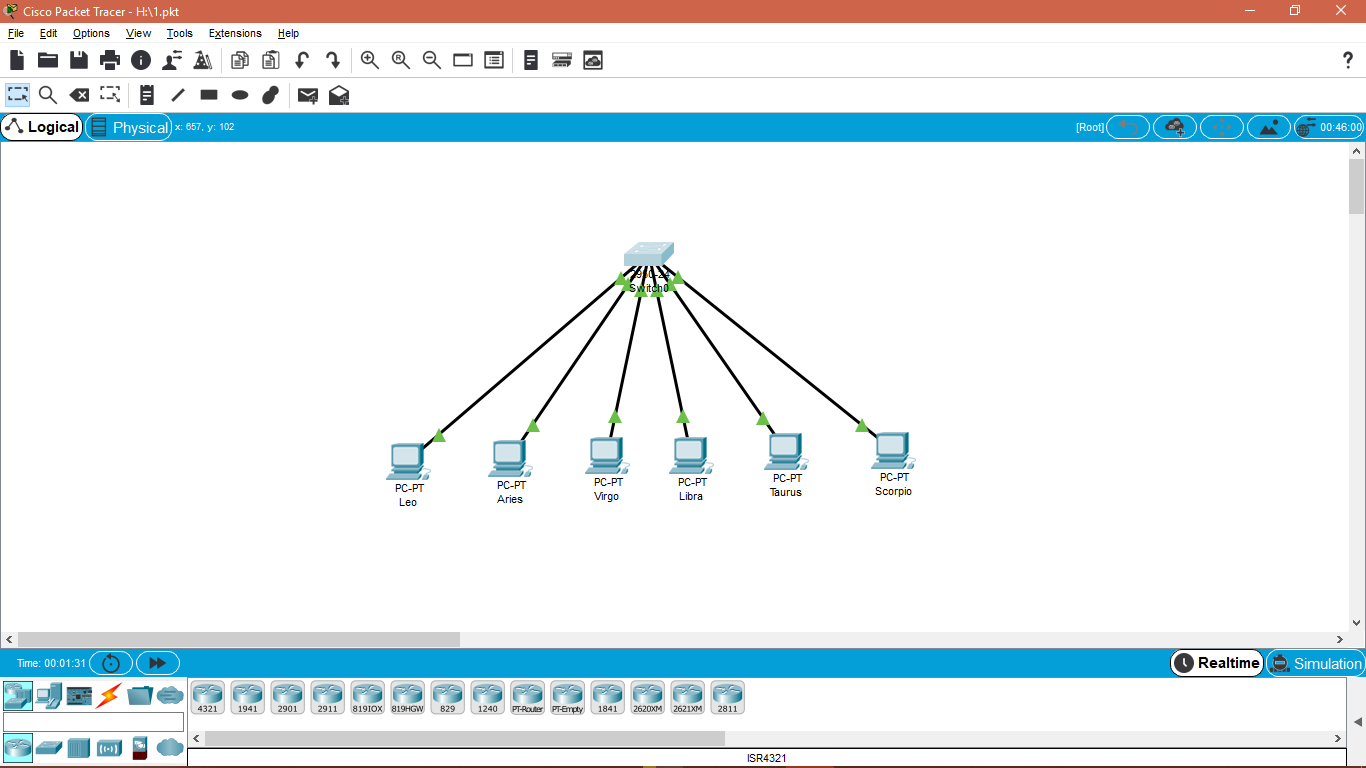 Cisco Packet Tracer - H:\1.pkt
File Edit Options View Tools Extensions Help
?
Logical Physical x: 657, y: 102 [Root] 00:46:00
2960-24
Switch0
PC-PT
Leo
PC-PT
Aries
PC-PT
Virgo
PC-PT
Libra
PC-PT
Taurus
PC-PT
Scorpio
Time: 00:01:31 Realtime Simulation
4321 1941 2901 2911 819IOX 819HGW 829 1240 PT-Router PT-Empty 1841 2620XM 2621XM 2811
ISR4321